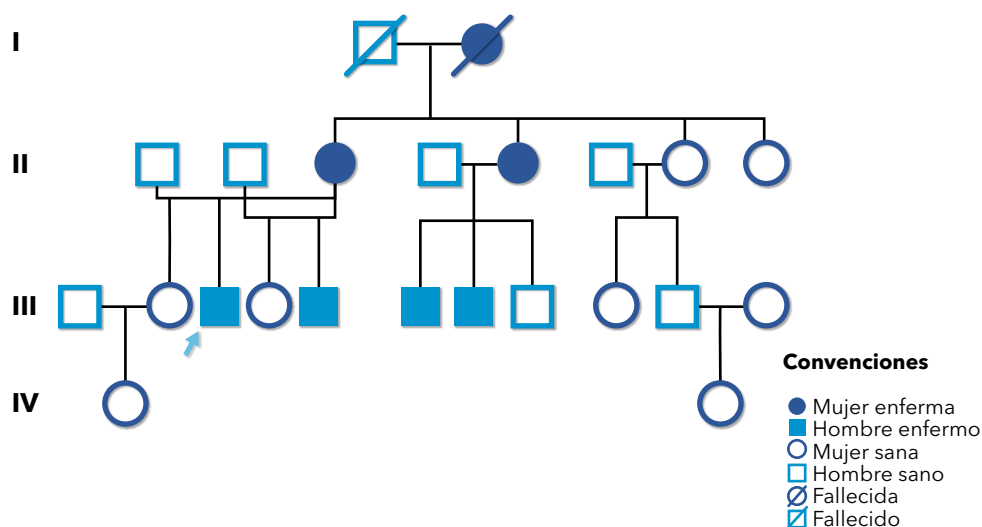 I
II
III
IV
Convenciones
Mujer enferma
Hombre enfermo
Mujer sana
Hombre sano
Fallecida
Fallecido